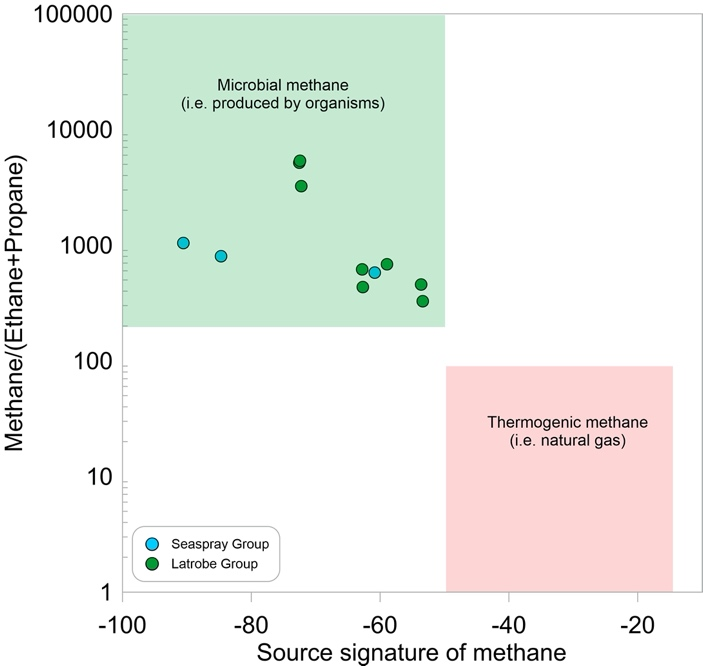 100000
10000
1000
100
10
1
Methane/(Ethane+Propane)
Microbial methane
(i.e. produced by organisms)
Thermogenic methane
(i.e. natural gas)
Seaspray Group
Latrobe Group
-100 -80 -60 -40 -20
Source signature of methane